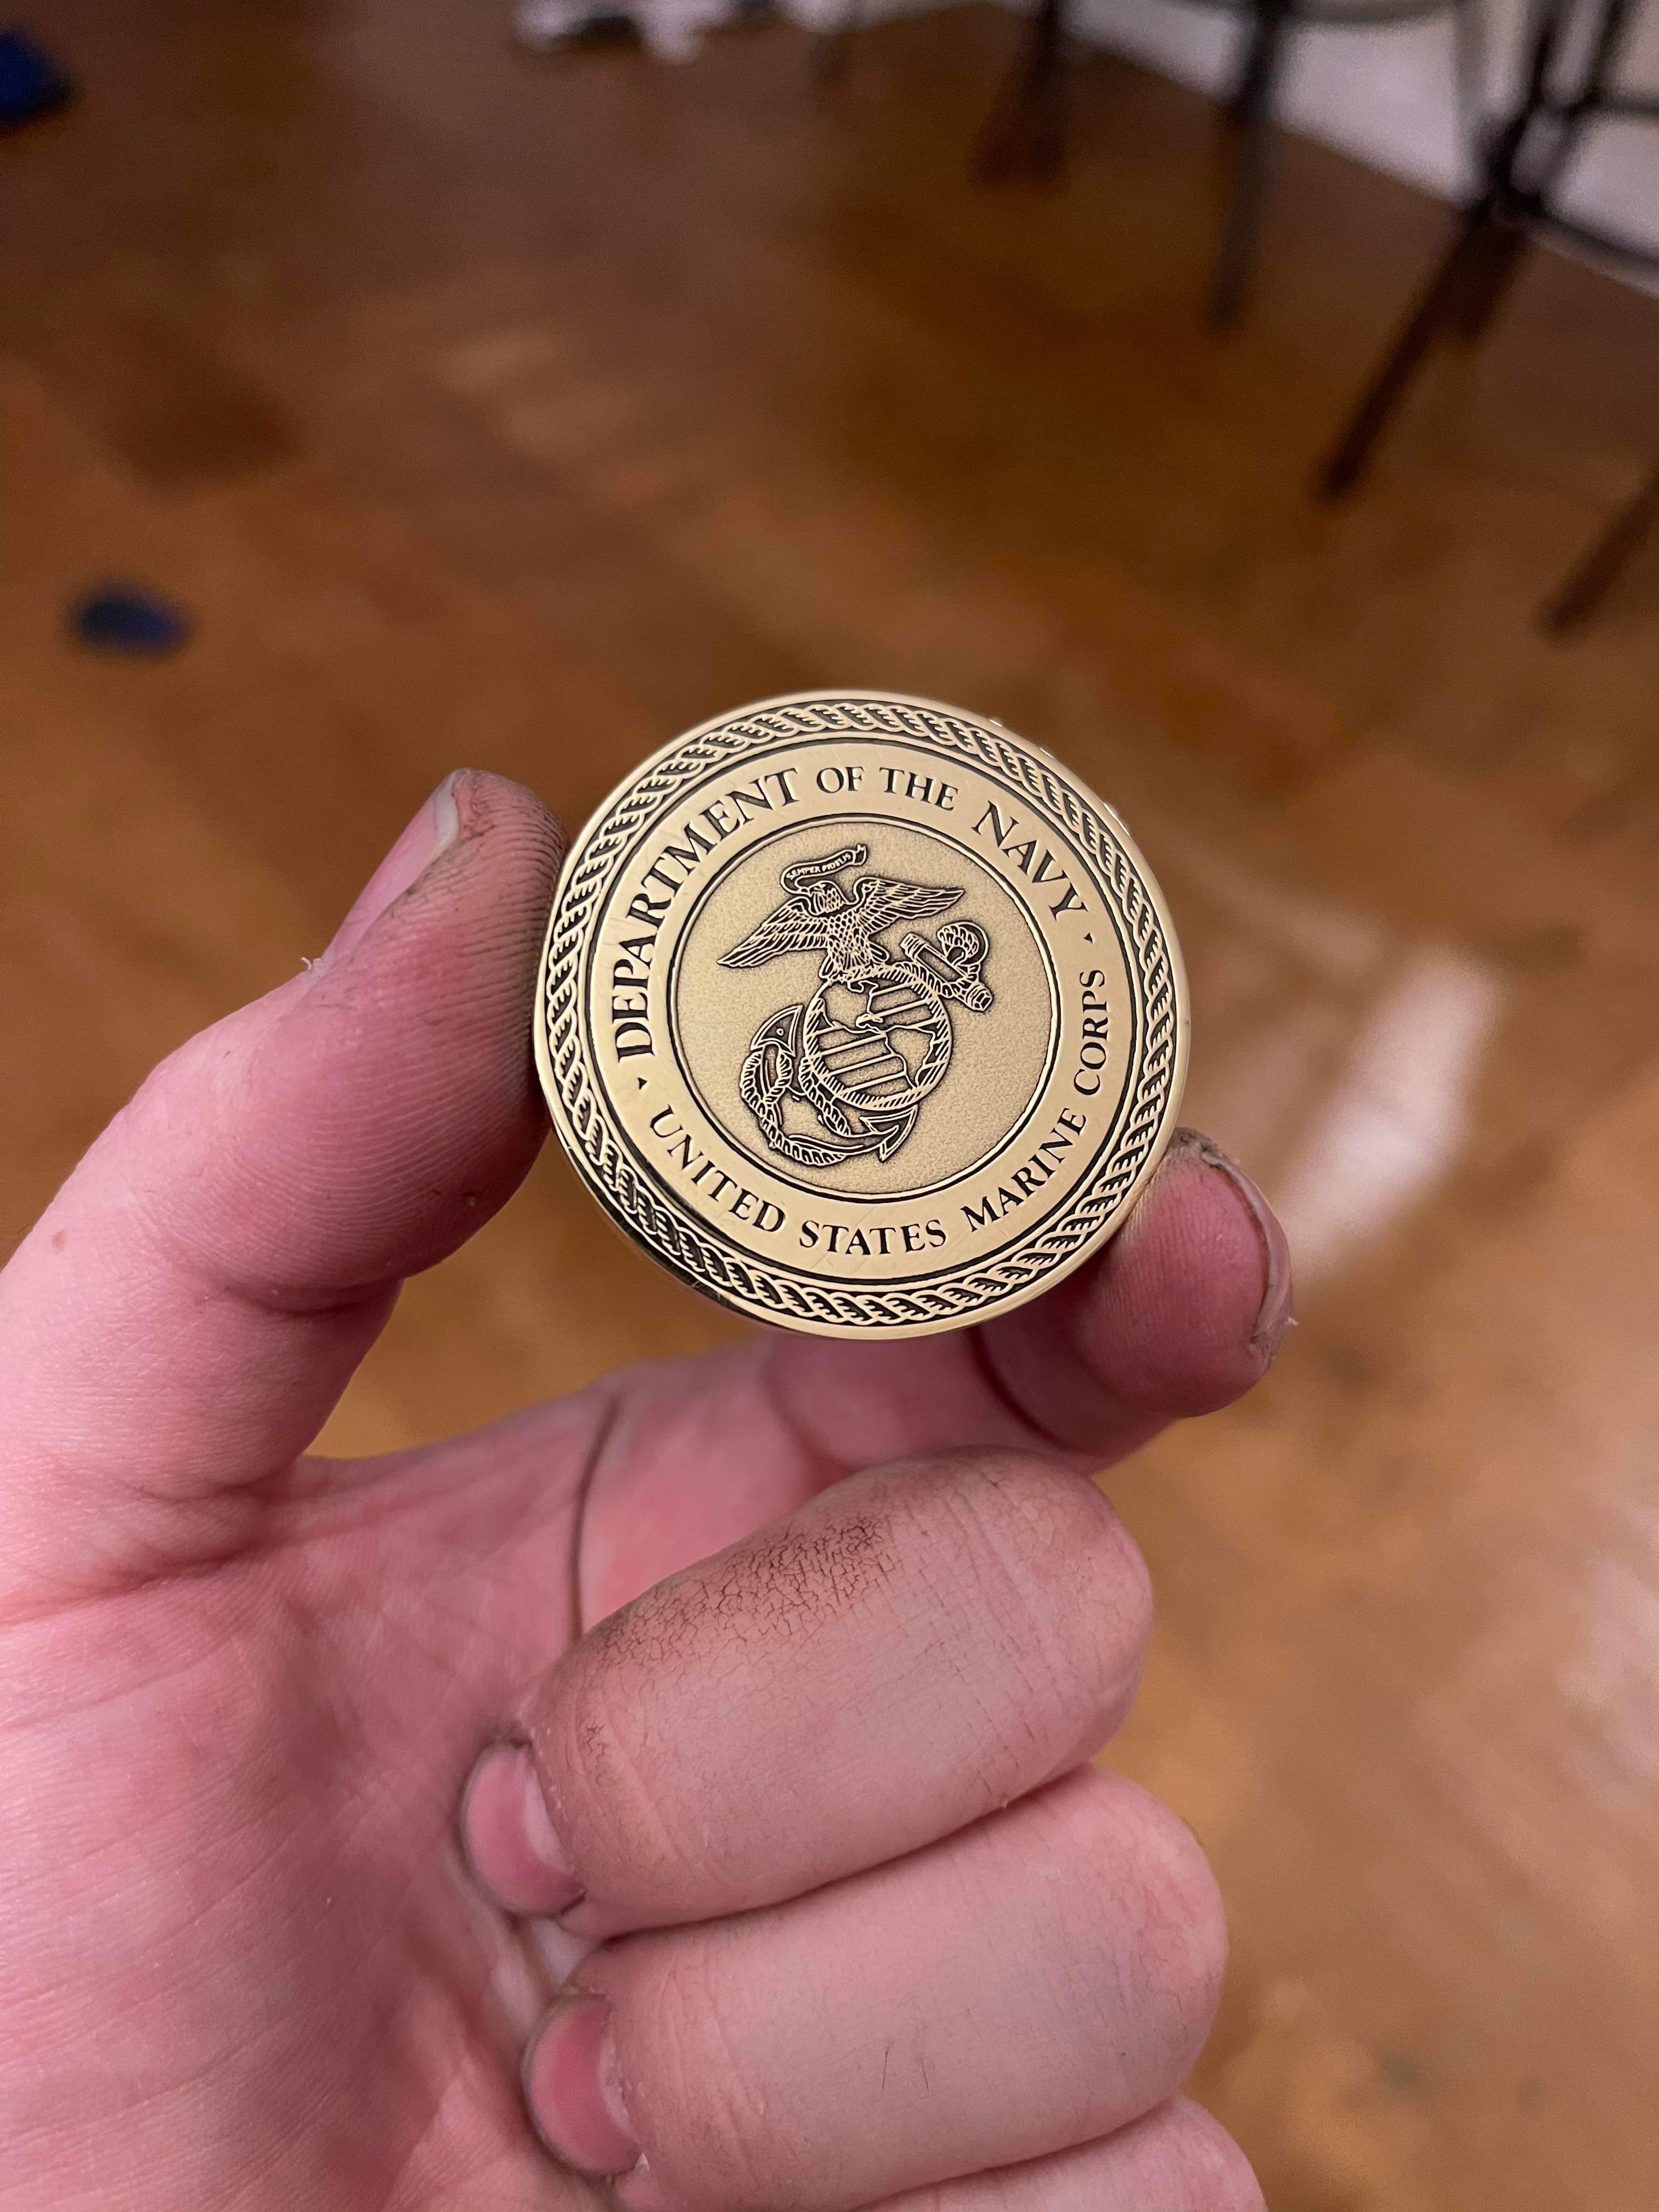 DEPARTMENT OF THE NAVY
UNITED STATES MARINE CORPS
SEMPER FIDELIS